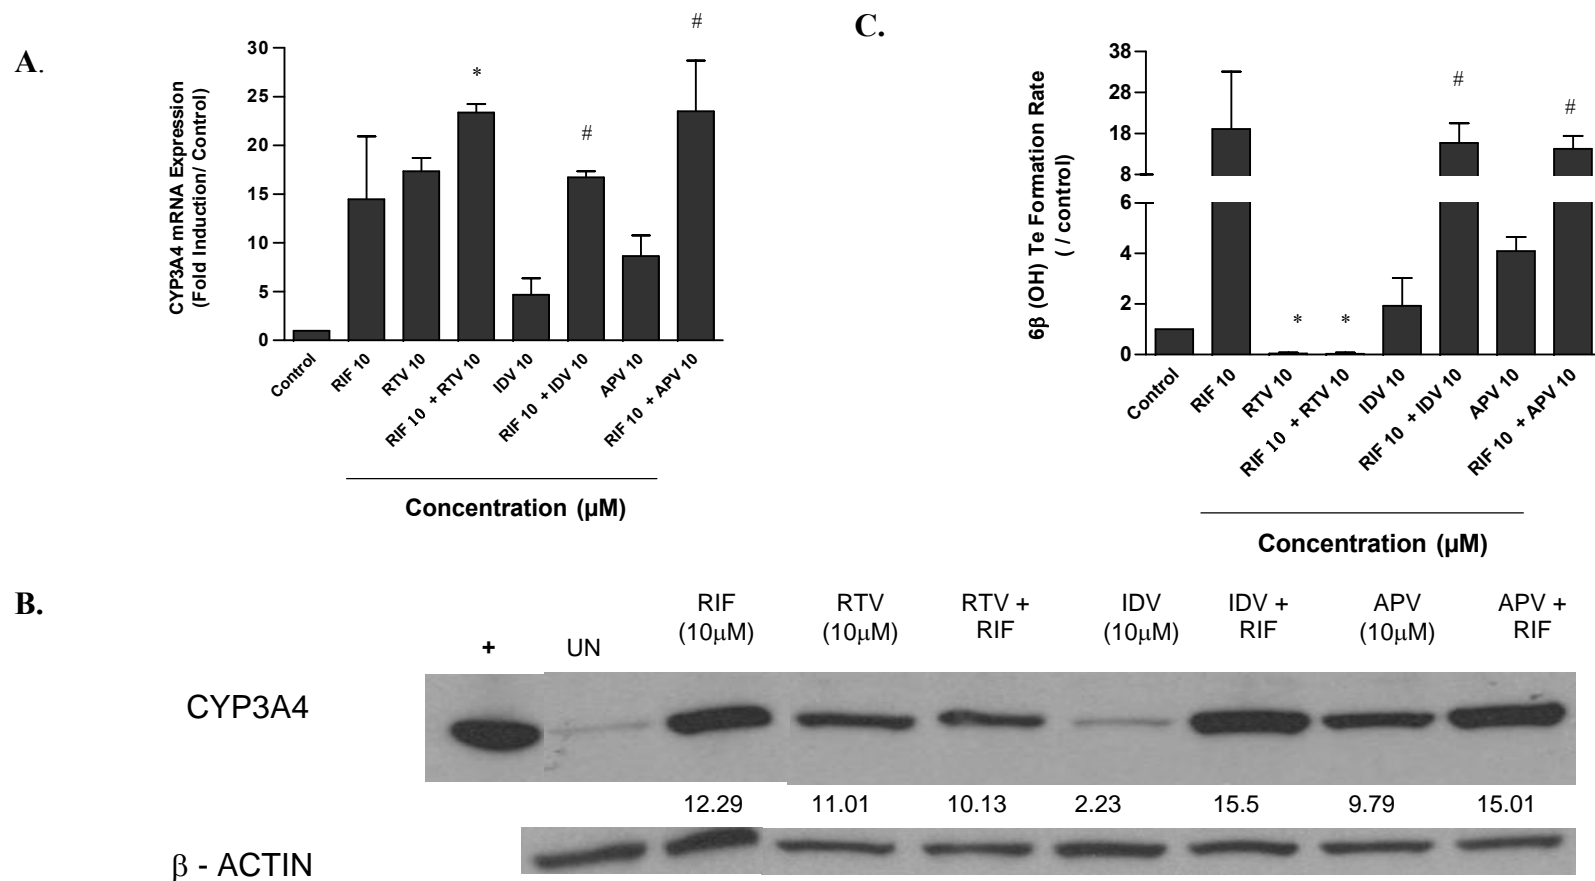 A.
CYP3A4 mRNA Expression
(Fold Induction/ Control)
30
25
20
15
10
5
0
*
#
#
Control
RIF 10
RTV 10
RIF 10 + RTV 10
IDV 10
RIF 10 + IDV 10
APV 10
RIF 10 + APV 10
Concentration (µM)
C.
6β (OH) Te Formation Rate
( / control)
38
28
18
8
6
4
2
0
*
*
#
#
Control
RIF 10
RTV 10
RIF 10 + RTV 10
IDV 10
RIF 10 + IDV 10
APV 10
RIF 10 + APV 10
Concentration (µM)
B.
+
UN
RIF
(10µM)
RTV
(10µM)
RTV +
RIF
IDV
(10µM)
IDV +
RIF
APV
(10µM)
APV +
RIF
CYP3A4
12.29 11.01 10.13 2.23 15.5 9.79 15.01
β - ACTIN